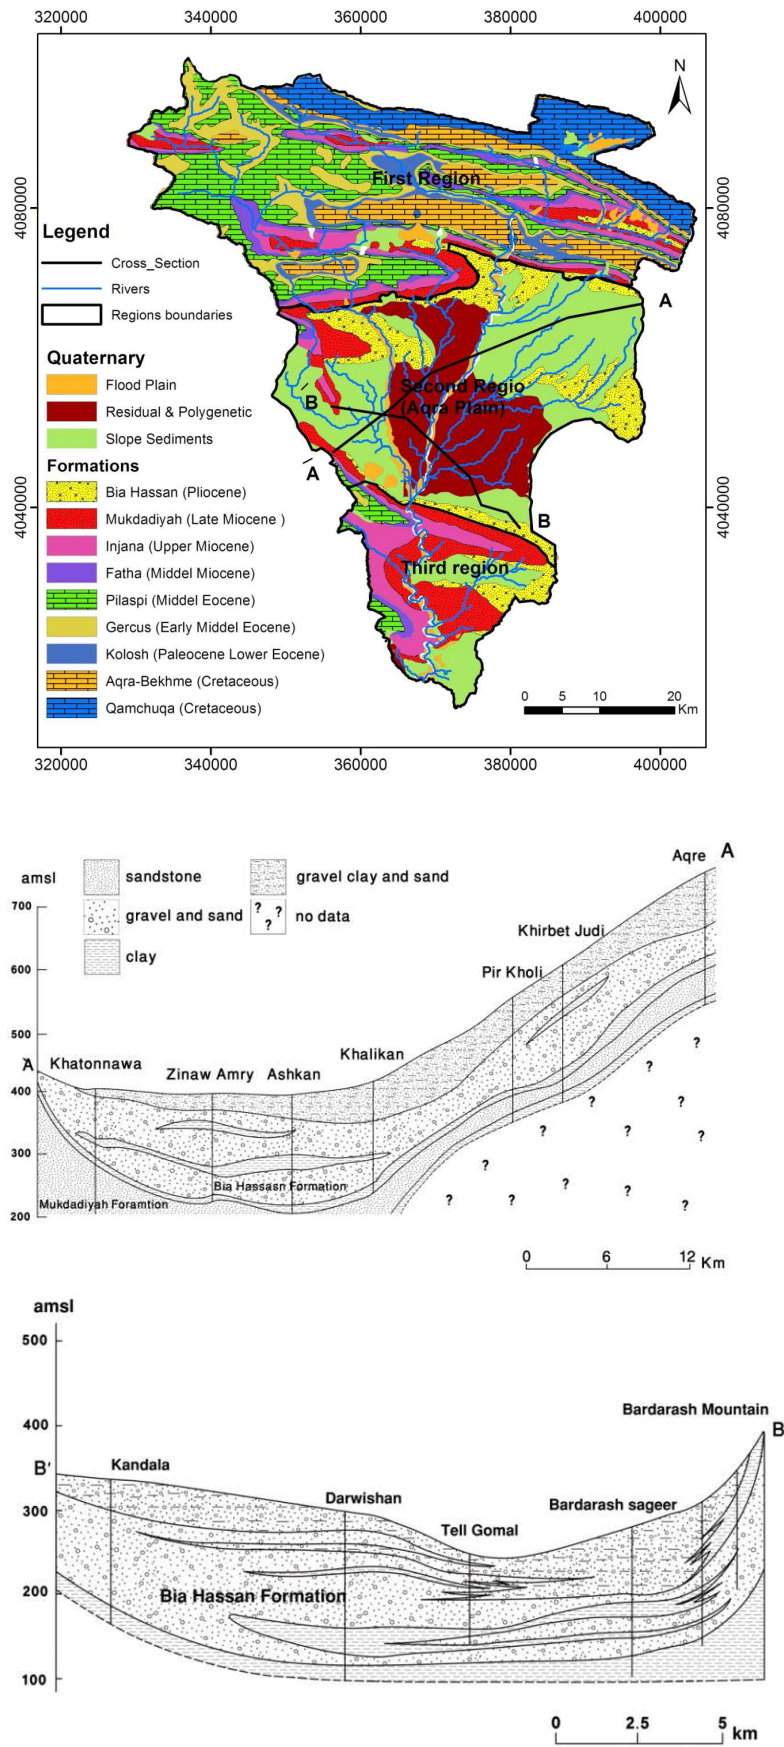 320000 340000 360000 380000 400000
N
4080000
4080000
First Region
Legend
Cross_Section
Rivers
Regions boundaries
A
Quaternary
Flood Plain
Residual & Polygenetic
Slope Sediments
Second Regio
(Aqra Plain)
B̀
À
Formations
Bia Hassan (Pliocene)
Mukdadiyah (Late Miocene )
Injana (Upper Miocene)
Fatha (Middel Miocene)
Pilaspi (Middel Eocene)
Gercus (Early Middel Eocene)
Kolosh (Paleocene Lower Eocene)
Aqra-Bekhme (Cretaceous)
Qamchuqa (Cretaceous)
4040000
4040000
B
Third region
0 5 10 20
Km
320000 340000 360000 380000 400000
amsl
sandstone
gravel clay and sand
gravel and sand
? ? ?
no data
clay
Aqre
A
700
600
500
400
300
200
À
Khatonnawa
Zinaw Amry
Ashkan
Khalikan
Pir Kholi
Khirbet Judi
Bia Hassasn Formation
Mukdadiyah Foramtion
? ? ? ? ? ? ? ? ? ? ? ? ?
0 6 12 Km
amsl
500
400
300
200
100
B'
Kandala
Darwishan
Tell Gomal
Bardarash sageer
Bardarash Mountain
B
Bia Hassan Formation
0 2.5 5 km